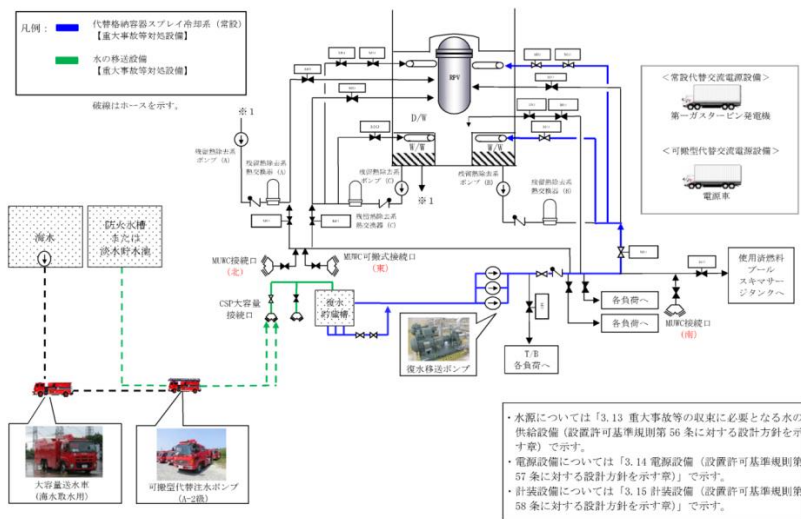 凡例：
代替格納容器スプレイ冷却系(常設)
【重大事故等対処設備】
水の移送設備
【重大事故等対処設備】
破線はホースを示す。
RPV
D/W
W/W
W/W
※1
※1
残留熱除去系
ポンプ(A)
残留熱除去系
熱交換器(A)
残留熱除去系
ポンプ(C)
残留熱除去系
熱交換器(C)
残留熱除去系
ポンプ(B)
残留熱除去系
熱交換器(B)
＜常設代替交流電源設備＞
第一ガスタービン発電機
＜可搬型代替交流電源設備＞
電源車
海水
防火水槽
または
淡水貯水池
MUWC接続口
(北)
MUWC可搬式接続口
(東)
CSP大容量
接続口
復水
貯蔵槽
復水移送ポンプ
T/B
各負荷へ
各負荷へ
各負荷へ
MUWC接続口
(南)
使用済燃料
プール
スキマサー
ジタンクへ
大容量送水車
(海水取水用)
可搬型代替注水ポンプ
(A-2級)
・水源については「3.13 重大事故等の収束に必要となる水の
供給設備(設置許可基準規則第56条に対する設計方針を示
す章)」で示す。
・電源設備については「3.14 電源設備(設置許可基準規則第
57条に対する設計方針を示す章)」で示す。
・計装設備については「3.15 計装設備(設置許可基準規則第
58条に対する設計方針を示す章)」で示す。